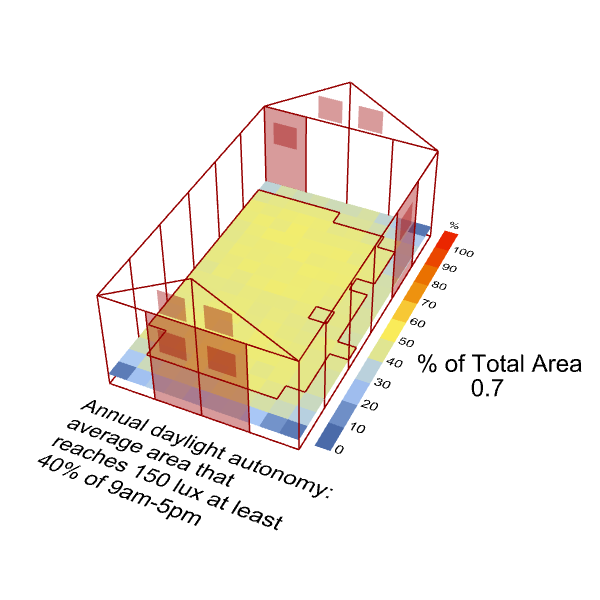 %
100
90
80
70
60
50
40
30
20
10
0
% of Total Area
0.7
Annual daylight autonomy:
average area that
reaches 150 lux at least
40% of 9am-5pm